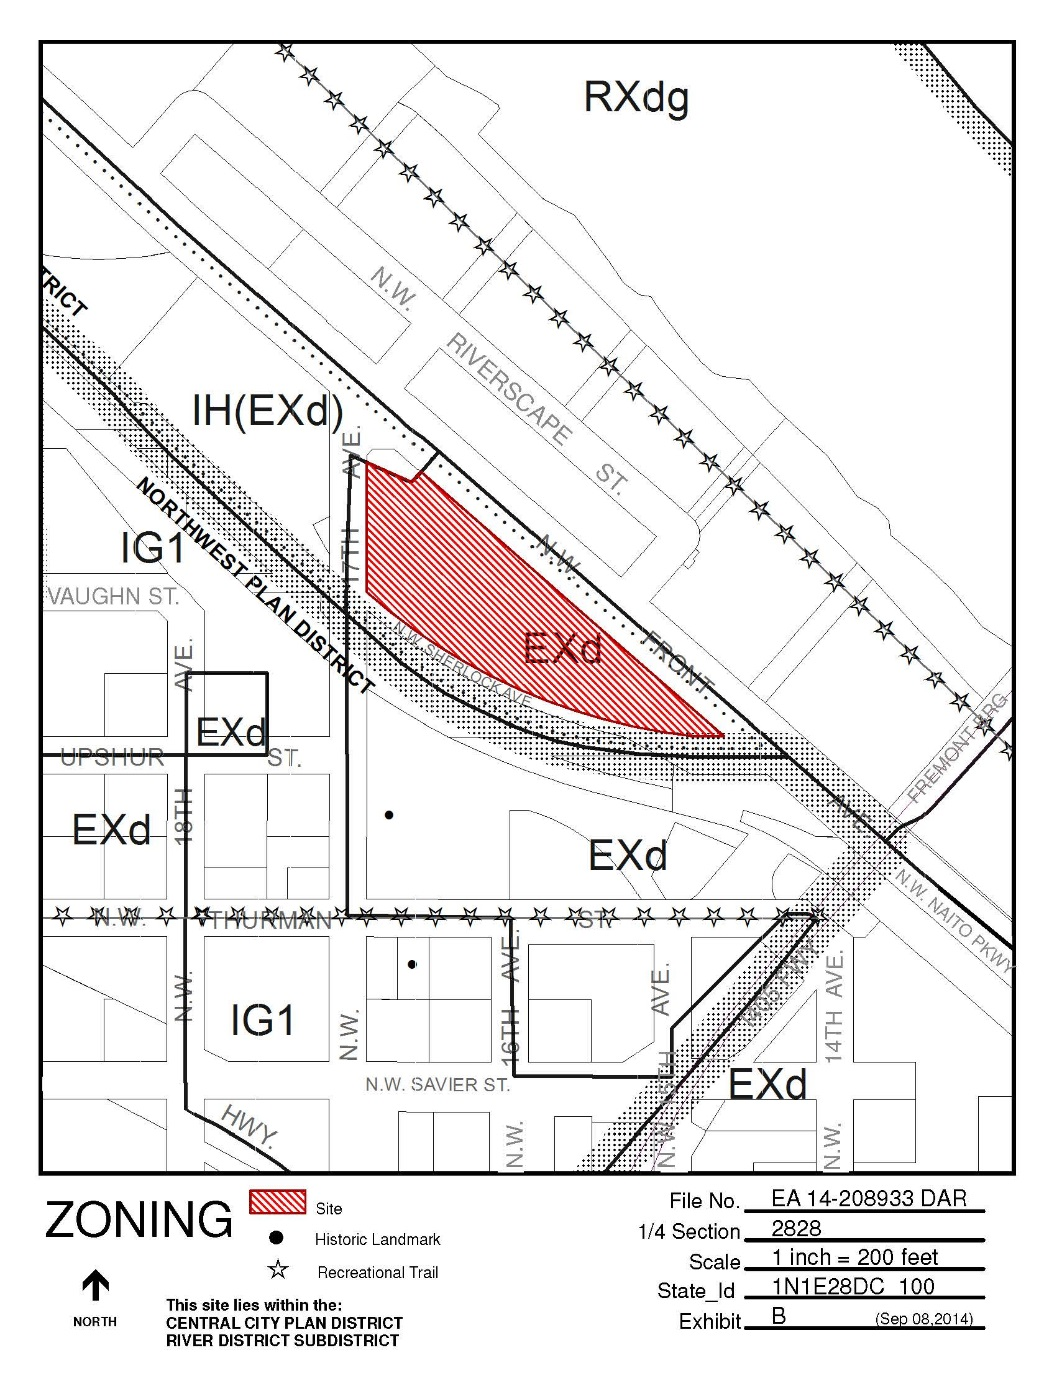 RXdg
TRICT
N.W.
RIVERSCAPE
ST.
IH(EXd)
17TH AVE.
NORTHWEST PLAN DISTRICT
IG1
N.W.
FRONT
AVE.
VAUGHN ST.
N.W. SHERLOCK AVE.
EXd
AVE.
EXd
UPSHUR ST.
FREMONT BRG
EXd
18TH
EXd
N.W. THURMAN ST.
N.W. NAITO PKWY
N.W.
IG1
N.W.
16TH AVE.
AVE.
I405 FWY
14TH AVE.
N.W. SAVIER ST.
EXd
HWY.
N.W.
N.W. 15TH
N.W.
ZONING
Site
Historic Landmark
Recreational Trail
NORTH
This site lies within the:
CENTRAL CITY PLAN DISTRICT
RIVER DISTRICT SUBDISTRICT
File No. EA 14-208933 DAR
1/4 Section 2828
Scale 1 inch = 200 feet
State_Id 1N1E28DC 100
Exhibit B (Sep 08,2014)